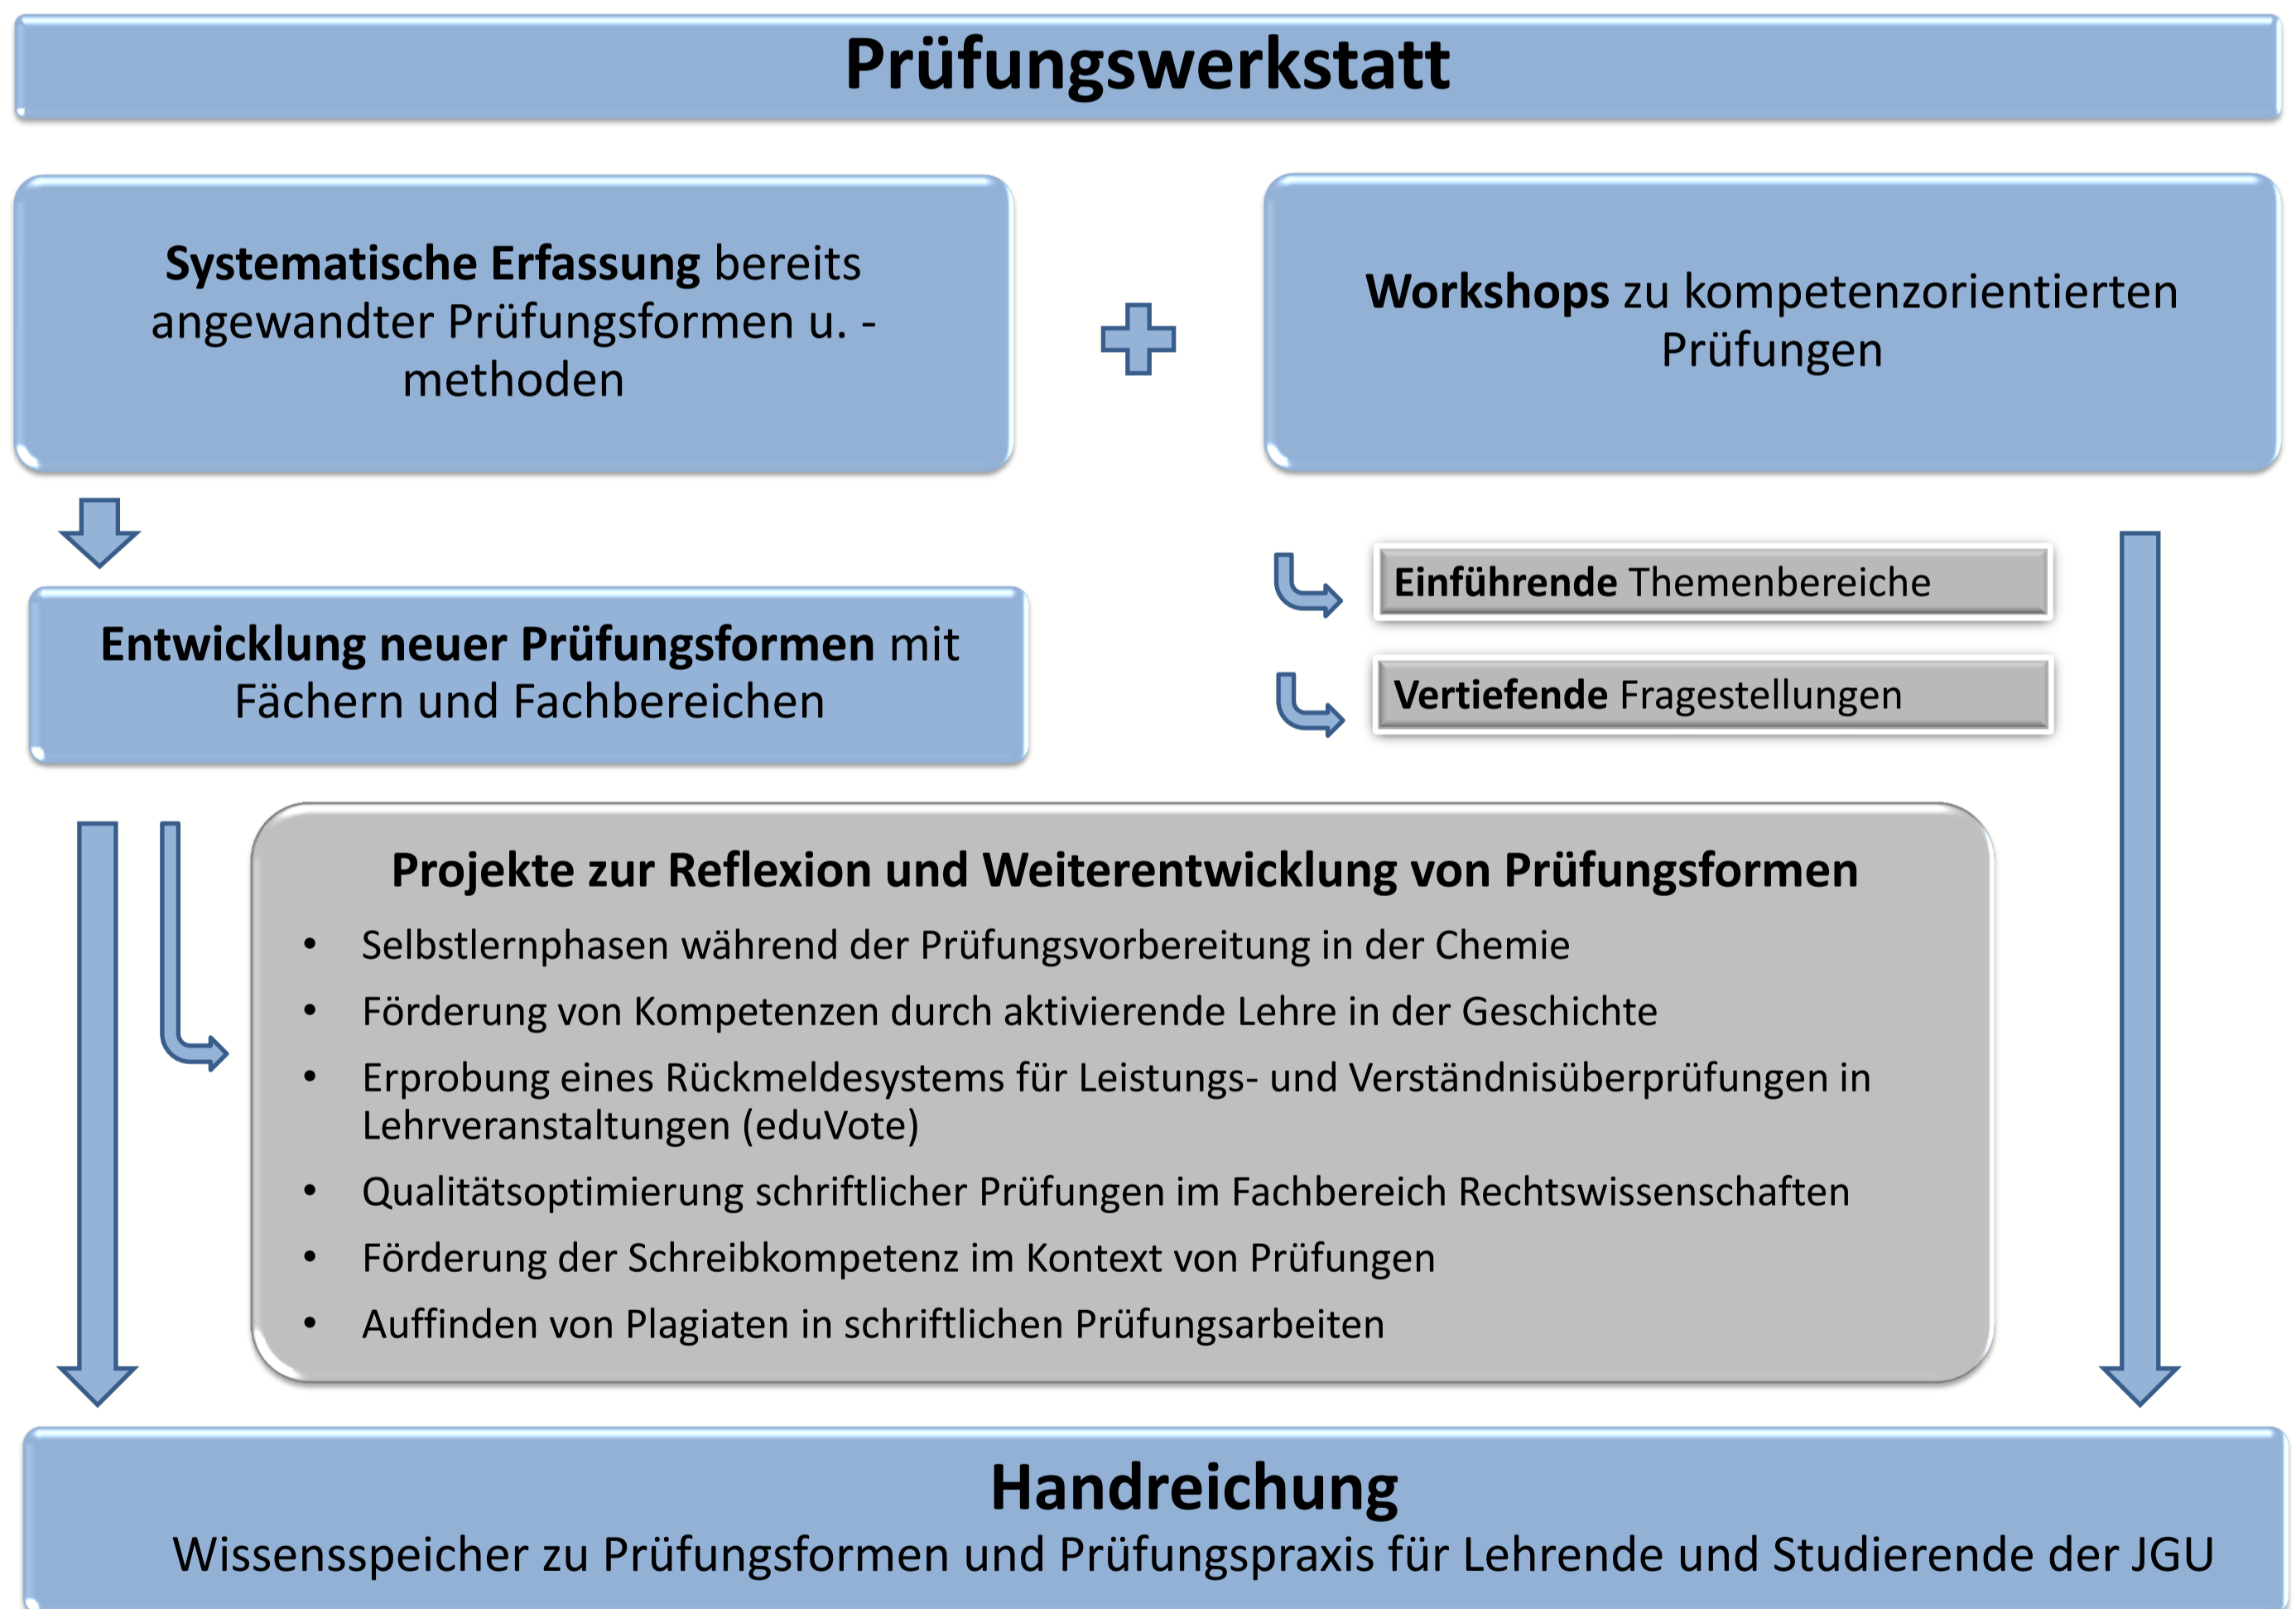 Prüfungswerkstatt
Systematische Erfassung bereits
angewandter Prüfungsformen u. -
methoden
Workshops zu kompetenzorientierten
Prüfungen
Einführende Themenbereiche
Vertiefende Fragestellungen
Entwicklung neuer Prüfungsformen mit
Fächern und Fachbereichen
Projekte zur Reflexion und Weiterentwicklung von Prüfungsformen
• Selbstlernphasen während der Prüfungsvorbereitung in der Chemie
• Förderung von Kompetenzen durch aktivierende Lehre in der Geschichte
• Erprobung eines Rückmeldesystems für Leistungs- und Verständnisüberprüfungen in
Lehrveranstaltungen (eduVote)
• Qualitätsoptimierung schriftlicher Prüfungen im Fachbereich Rechtswissenschaften
• Förderung der Schreibkompetenz im Kontext von Prüfungen
• Auffinden von Plagiaten in schriftlichen Prüfungsarbeiten
Handreichung
Wissensspeicher zu Prüfungsformen und Prüfungspraxis für Lehrende und Studierende der JGU